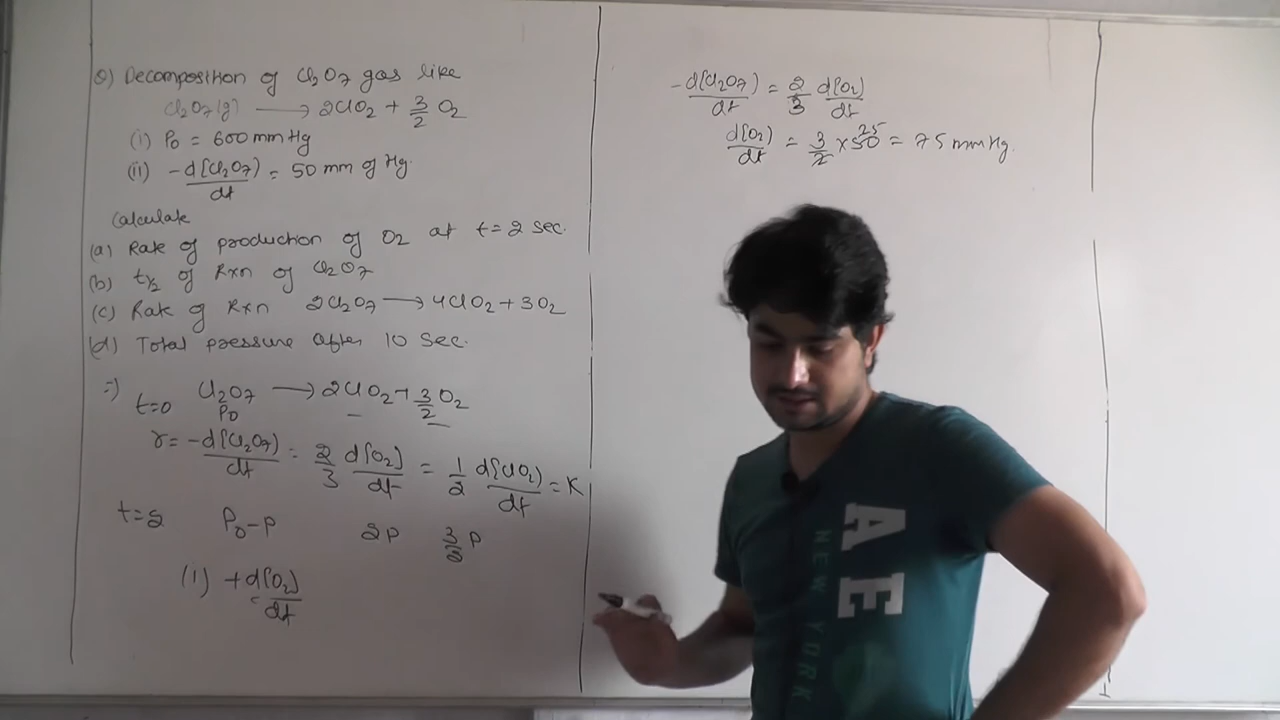 Q) Decomposition of Cl2O7 gas like
Cl2O7(g) → 2ClO2 + 3/2 O2
(i) P0 = 600 mm Hg
(ii) -d[Cl2O7]/dt = 50 mm of Hg.
Calculate
(a) Rate of production of O2 at t = 2 sec.
(b) t1/2 of Rxn of Cl2O7
(c) Rate of Rxn 2Cl2O7 → 4ClO2 + 3O2
(d) Total pressure after 10 sec.
=) Cl2O7 → 2ClO2 + 3/2 O2
t=0 P0 - -
r = -d[Cl2O7]/dt = 2/3 d[O2]/dt = 1/2 d[ClO2]/dt = K
t=2 P0-P 2P 3/2 P
(1) + d[O2]/dt
-d[Cl2O7]/dt = 2/3 d[O2]/dt
d[O2]/dt = 3/2 × 50 25 = 75 mm Hg.
AE
NEW YORK